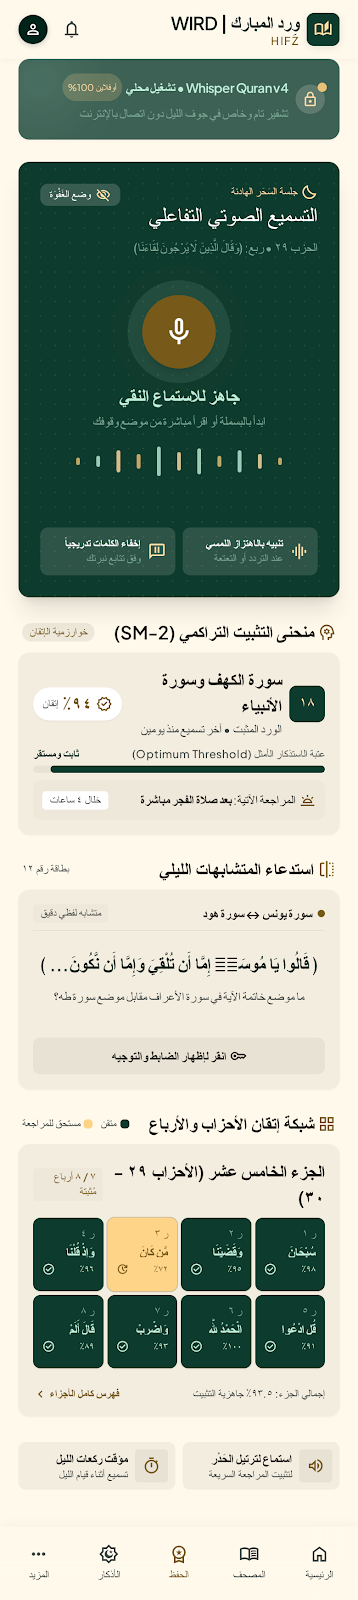 ورد المبارك | WIRD
HIFẒ
Whisper Quran v4 • تشغيل محلي
أوفلاين 100%
تشفير تام وخاص في جوف الليل دون اتصال بالإنترنت
جلسة السَحَر الهادئة
وضع الغَفْوَة
التسميع الصوتي التفاعلي
الحزب ٢٩ • ربع: (وَقَالَ الَّذِينَ لَا يَرْجُونَ لِقَاءَنَا)
جاهز للاستماع النقي
ابدأ بالبسملة أو اقرأ مباشرة من موضع وقوفك
تنبيه بالاهتزاز اللمسي
عند التردد أو التعتعة
إخفاء الكلمات تدريجياً
وفق تتابع نبرتك
منحنى التثبيت التراكمي (SM-2)
خوارزمية الإتقان
١٨
سورة الكهف وسورة
الأنبياء
٩٤٪ إتقان
الورد المثبت • آخر تسميع منذ يومين
عتبة الاستذكار الأمثل (Optimum Threshold)
ثابت ومستقر
المراجعة الآتية: بعد صلاة الفجر مباشرة
خلال ٤ ساعات
استدعاء المتشابهات الليلي
بطاقة رقم ١٢
سورة يونس ↔ سورة هود
متشابه لفظي دقيق
( قَالُوا يَا مُوسَ إِمَّا أَن تُلْقِيَ وَإِمَّا أَن نَّكُونَ... )
ما موضع خاتمة الآية في سورة الأعراف مقابل موضع سورة طه؟
انقر لإظهار الضابط والتوجيه
شبكة إتقان الأحزاب والأرباع
متقن
مستحق للمراجعة
الجزء الخامس عشر (الأحزاب ٢٩ –
٣٠)
٧ / ٨ أرباع
مُثبّتة
ر ١
سُبْحَانَ
٩٨٪
ر ٢
وَقَضَيْنَا
٩٥٪
ر ٣
مَّن كَانَ
٧٢٪
ر ٤
وَإِذْ قُلْنَا
٩٦٪
ر ٥
قُلِ ادْعُوا
٩١٪
ر ٦
الْحَمْدُ لِلَّهِ
١٠٠٪
ر ٧
وَاضْرِبْ
٩٣٪
ر ٨
قَالَ أَلَمْ
٨٩٪
إجمالي الجزء: ٩٣.٥٪ جاهزية التثبيت
فهرس كامل الأجزاء
استماع لترتيل الحَدْر
لتثبيت المراجعة السريعة
مؤقت ركعات الليل
تسميع أثناء قيام الليل
الرئيسية
المصحف
الحفظ
الأذكار
المزيد